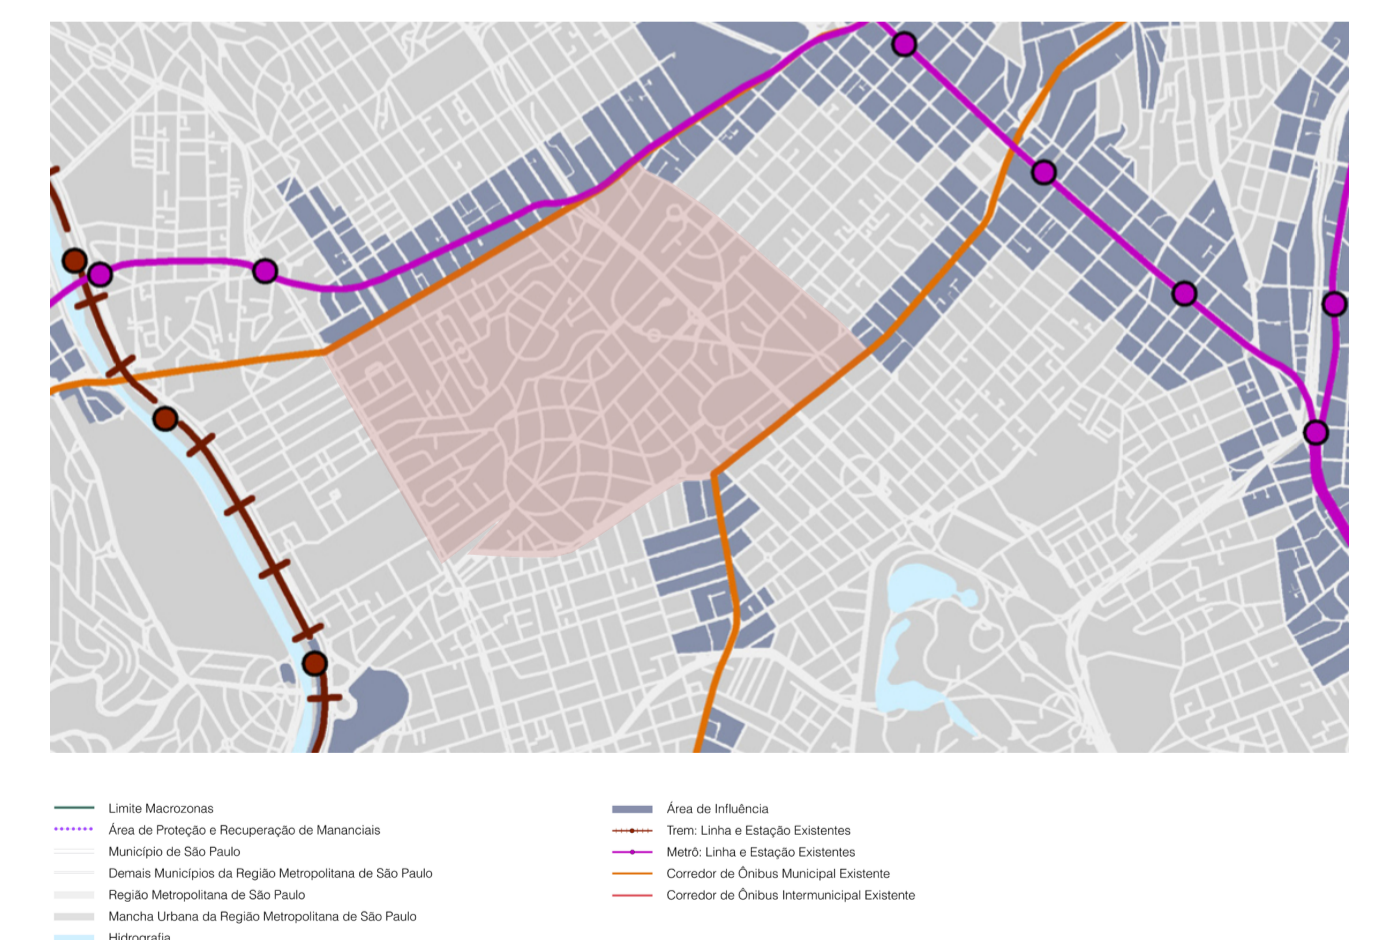 Limite Macrozonas
Área de Proteção e Recuperação de Mananciais
Município de São Paulo
Demais Municípios da Região Metropolitana de São Paulo
Região Metropolitana de São Paulo
Mancha Urbana da Região Metropolitana de São Paulo
Hidrografia
Área de Influência
Trem: Linha e Estação Existentes
Metrô: Linha e Estação Existentes
Corredor de Ônibus Municipal Existente
Corredor de Ônibus Intermunicipal Existente